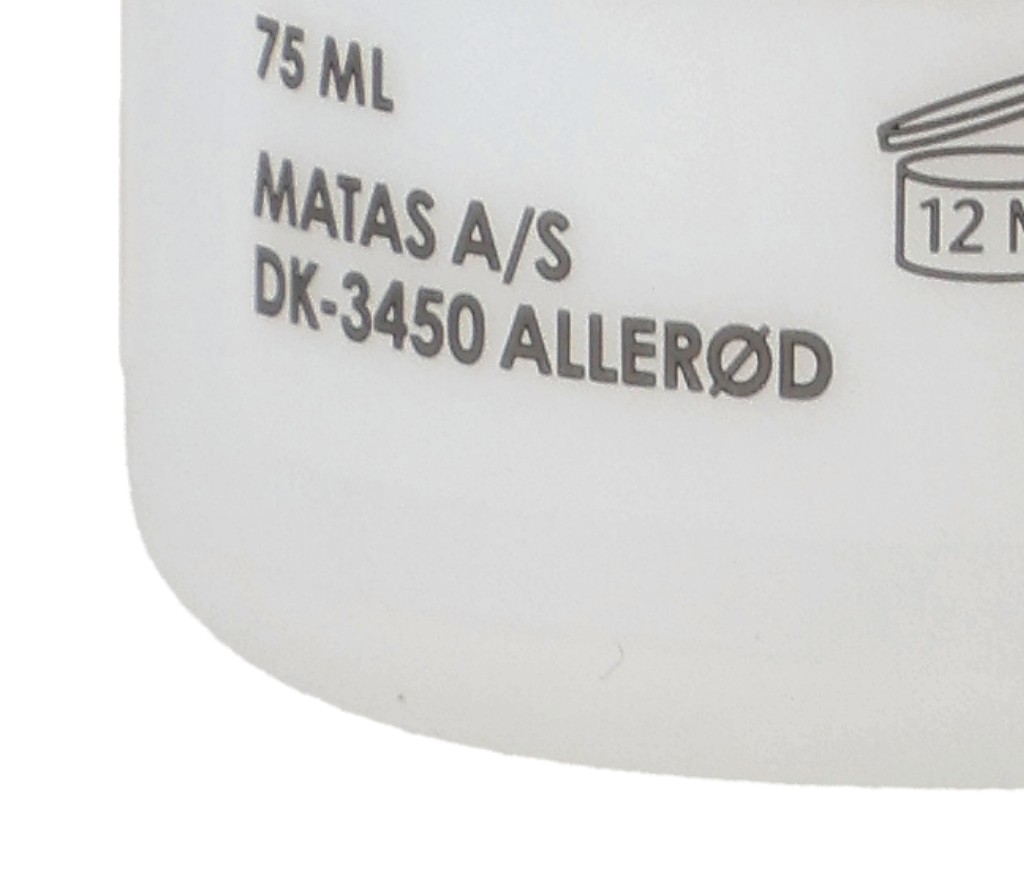 75 ML
MATAS A/S
DK-3450 ALLERØD
12